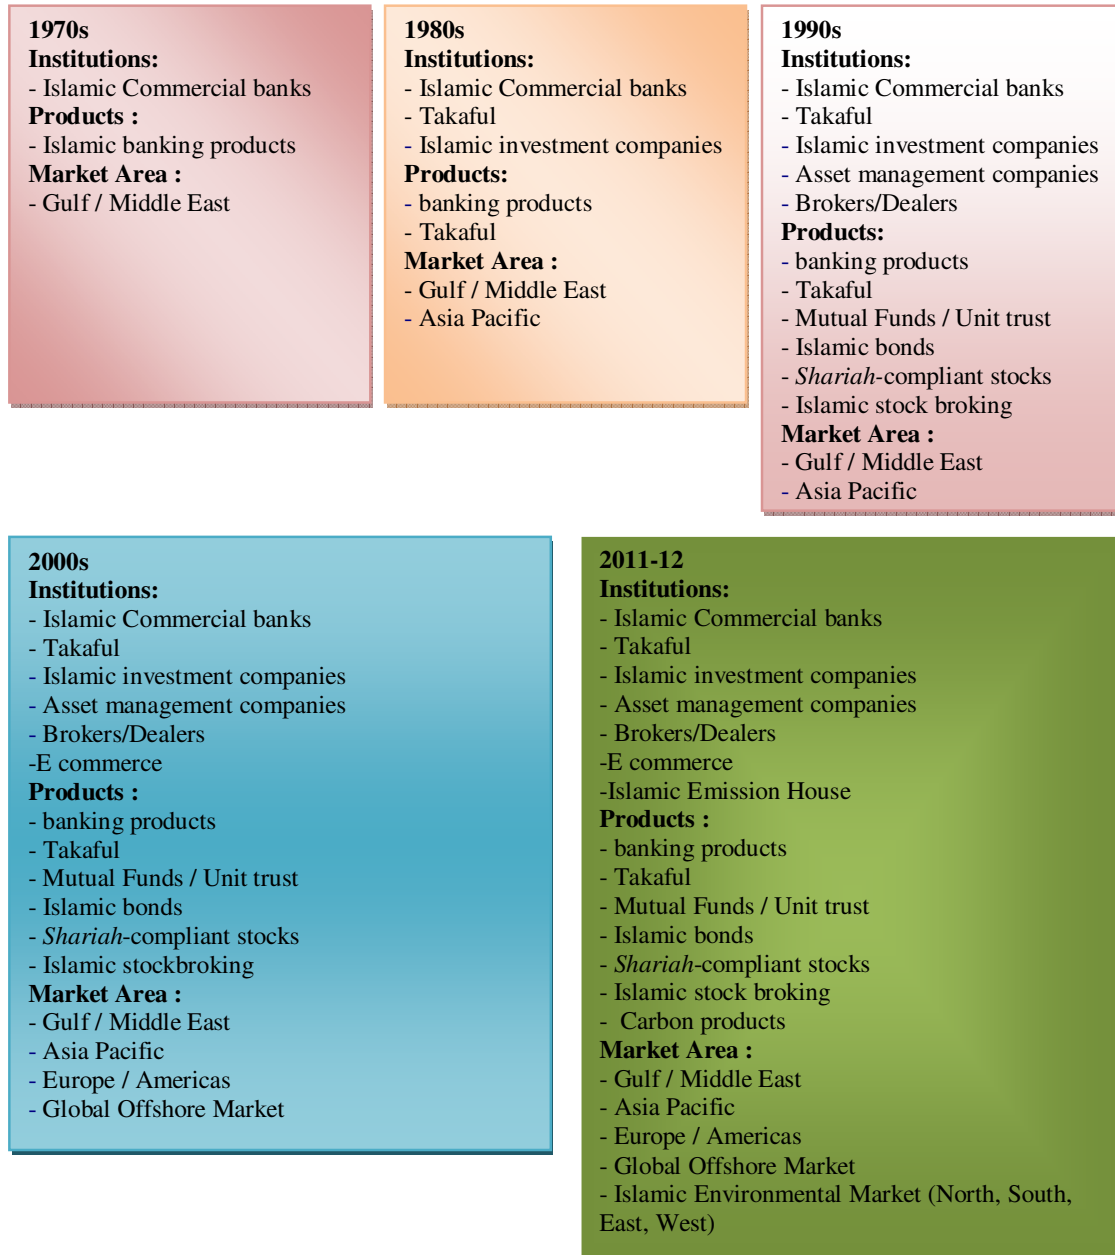 1970s
Institutions:
- Islamic Commercial banks
Products :
- Islamic banking products
Market Area :
- Gulf / Middle East
1980s
Institutions:
- Islamic Commercial banks
- Takaful
- Islamic investment companies
Products:
- banking products
- Takaful
Market Area :
- Gulf / Middle East
- Asia Pacific
1990s
Institutions:
- Islamic Commercial banks
- Takaful
- Islamic investment companies
- Asset management companies
- Brokers/Dealers
Products:
- banking products
- Takaful
- Mutual Funds / Unit trust
- Islamic bonds
- Shariah-compliant stocks
- Islamic stock broking
Market Area :
- Gulf / Middle East
- Asia Pacific
2000s
Institutions:
- Islamic Commercial banks
- Takaful
- Islamic investment companies
- Asset management companies
- Brokers/Dealers
-E commerce
Products :
- banking products
- Takaful
- Mutual Funds / Unit trust
- Islamic bonds
- Shariah-compliant stocks
- Islamic stockbroking
Market Area :
- Gulf / Middle East
- Asia Pacific
- Europe / Americas
- Global Offshore Market
2011-12
Institutions:
- Islamic Commercial banks
- Takaful
- Islamic investment companies
- Asset management companies
- Brokers/Dealers
-E commerce
-Islamic Emission House
Products :
- banking products
- Takaful
- Mutual Funds / Unit trust
- Islamic bonds
- Shariah-compliant stocks
- Islamic stock broking
- Carbon products
Market Area :
- Gulf / Middle East
- Asia Pacific
- Europe / Americas
- Global Offshore Market
- Islamic Environmental Market (North, South,
East, West)